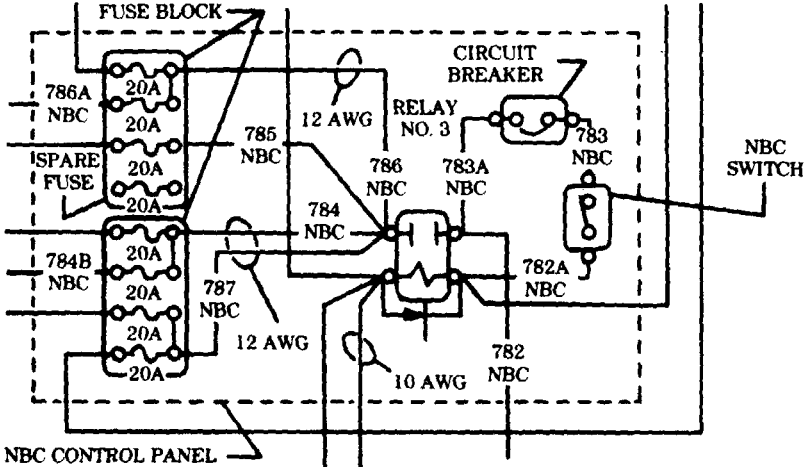 FUSE BLOCK
CIRCUIT
BREAKER
20A
786A
NBC
12 AWG
RELAY
NO. 3
20A
785
NBC
783
NBC
NBC
SWITCH
SPARE
FUSE
20A
786
NBC
783A
NBC
20A
784
NBC
20A
784B
NBC
782A
NBC
20A
787
NBC
20A
12 AWG
782
NBC
20A
10 AWG
NBC CONTROL PANEL